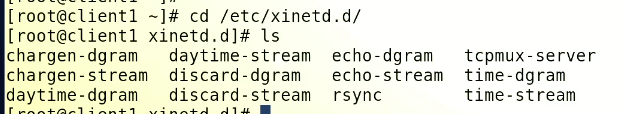 [root@client1 ~]# cd /etc/xinetd.d/
[root@client1 xinetd.d]# ls
chargen-dgram   daytime-stream  echo-dgram   tcpmux-server
chargen-stream  discard-dgram   echo-stream  time-dgram
daytime-dgram   discard-stream  rsync        time-stream
[root@client1 xinetd.d]#